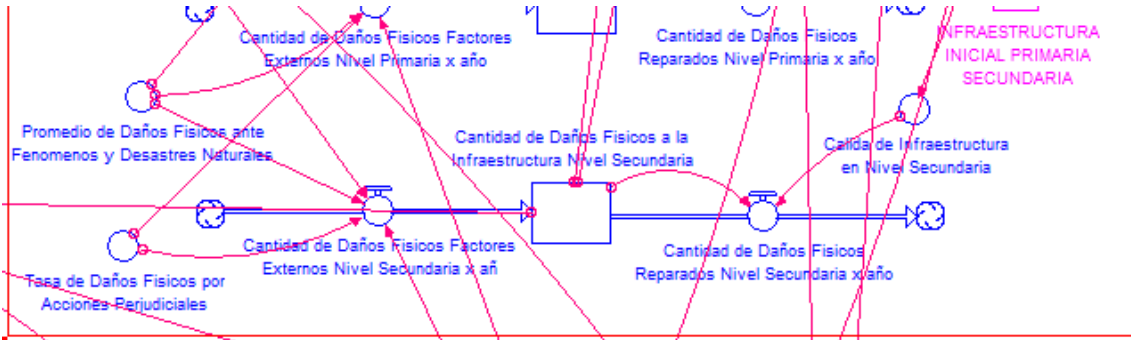 Cantidad de Daños Fisicos Factores
Externos Nivel Primaria x año
Cantidad de Daños Fisicos
Reparados Nivel Primaria x año
INFRAESTRUCTURA
INICIAL PRIMARIA
SECUNDARIA
Promedio de Daños Fisicos ante
Fenomenos y Desastres Naturales
Cantidad de Daños Fisicos a la
Infraestructura Nivel Secundaria
Calida de Infraestructura
en Nivel Secundaria
Cantidad de Daños Fisicos Factores
Externos Nivel Secundaria x añ
Cantidad de Daños Fisicos
Reparados Nivel Secundaria x año
Tasa de Daños Fisicos por
Acciones Perjudiciales